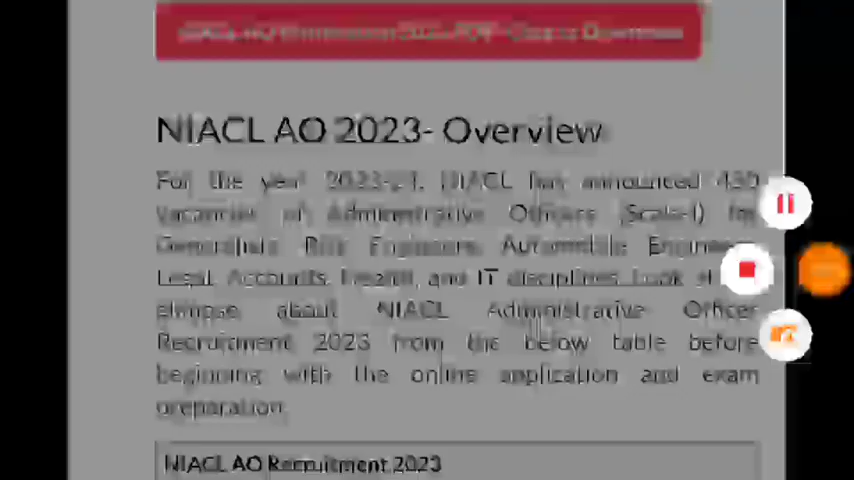 NIACL AO 2023- Overview
For the year 2023-24, NIACL has announced 450
vacancies of Administrative Officers (Scale-I) for
Generalists Risk Engineers, Automobile Engineers
Legal Accounts, Health, and IT disciplines. Look
glimpse about NIACL Administrative Officer
Recruitment 2023 from the below table before
beginning with the online application and exam
preparation.
NIACL AO Recruitment 2023